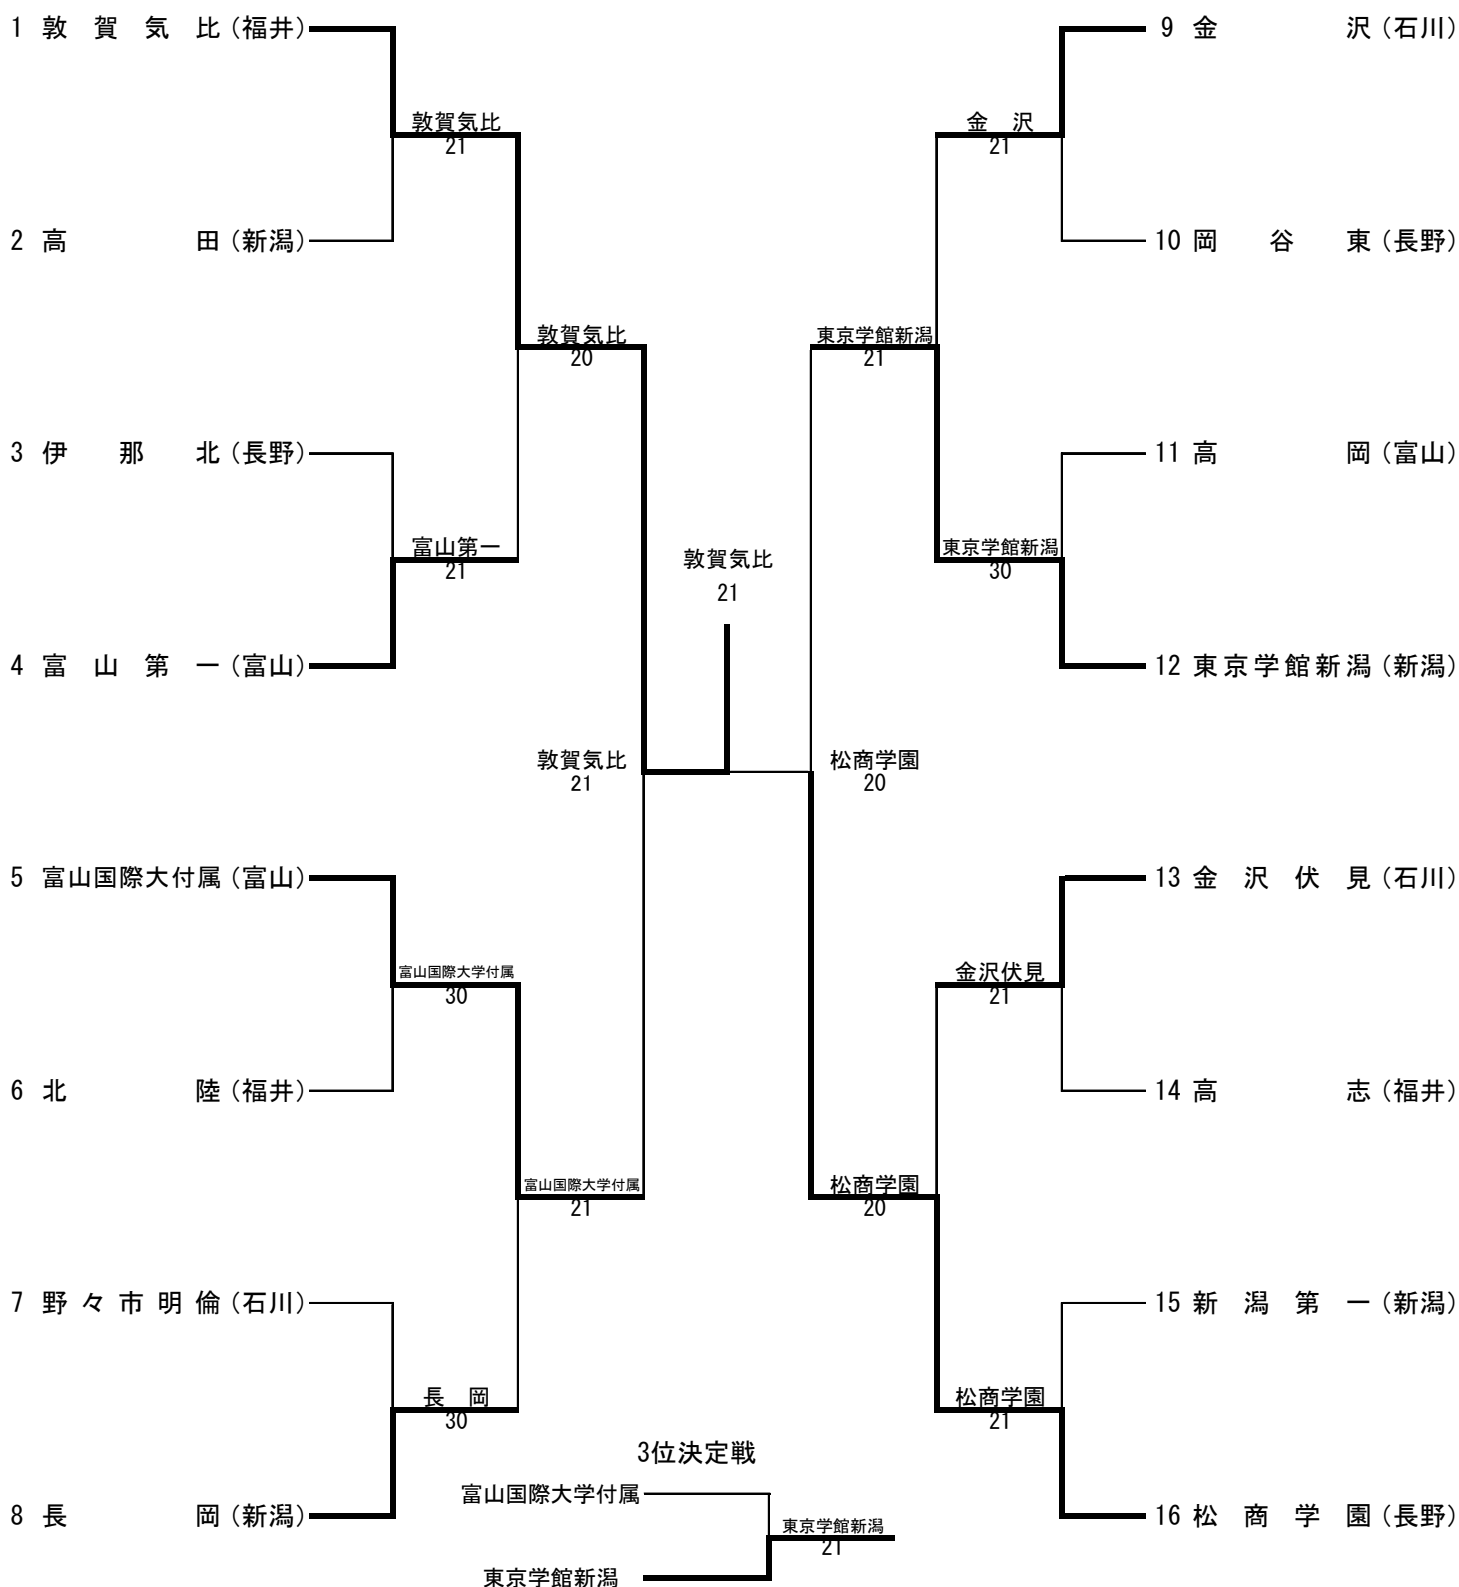 1 敦賀気比（福井）
9 金沢（石川）
敦賀気比
21
金沢
21
2 高田（新潟）
10 岡谷東（長野）
敦賀気比
20
東京学館新潟
21
3 伊那北（長野）
11 高岡（富山）
富山第一
21
東京学館新潟
30
敦賀気比
21
4 富山第一（富山）
12 東京学館新潟（新潟）
敦賀気比
21
松商学園
20
5 富山国際大付属（富山）
13 金沢伏見（石川）
富山国際大学付属
30
金沢伏見
21
6 北陸（福井）
14 高志（福井）
富山国際大学付属
21
松商学園
20
7 野々市明倫（石川）
15 新潟第一（新潟）
長岡
30
松商学園
21
8 長岡（新潟）
16 松商学園（長野）
3位決定戦
富山国際大学付属
東京学館新潟
21
東京学館新潟